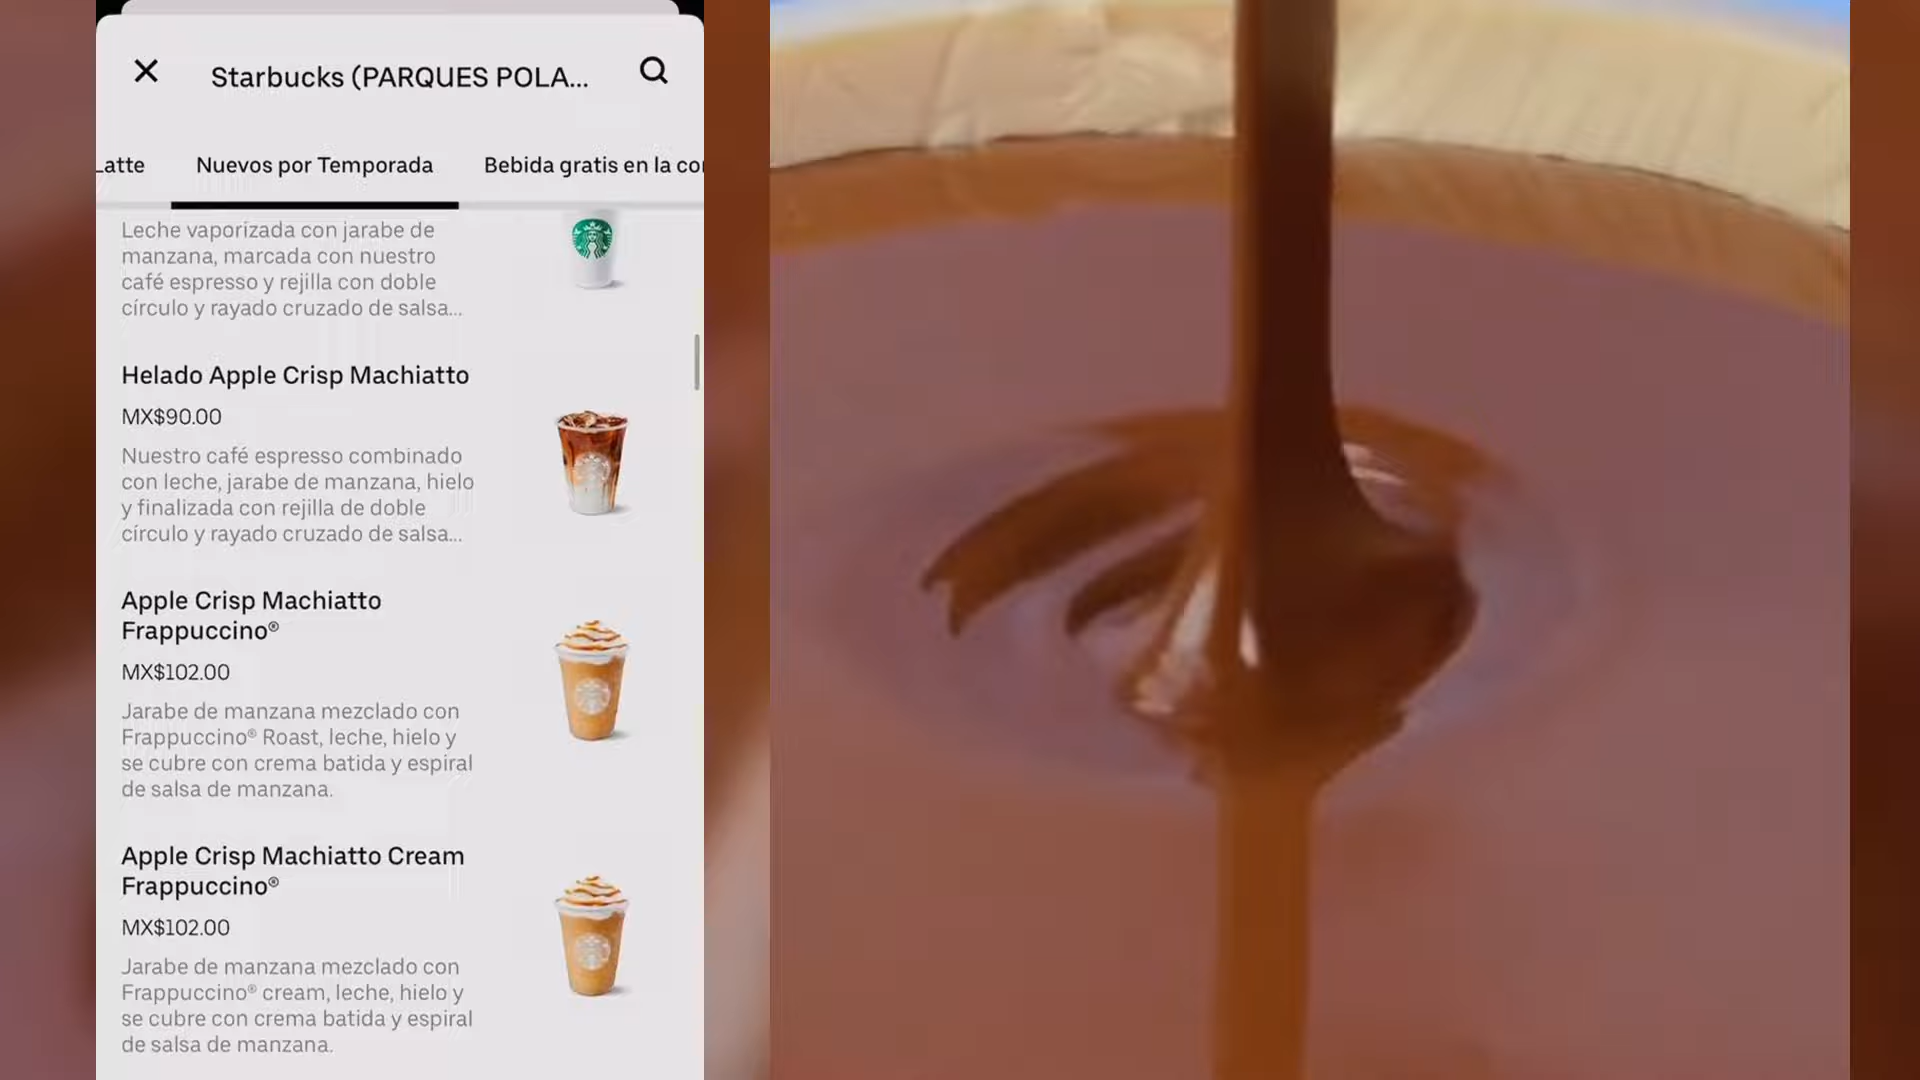 Starbucks (PARQUES POLA...
Latte
Nuevos por Temporada
Bebida gratis en la co
Leche vaporizada con jarabe de
manzana, marcada con nuestro
café espresso y rejilla con doble
círculo y rayado cruzado de salsa...
Helado Apple Crisp Machiatto
MX$90.00
Nuestro café espresso combinado
con leche, jarabe de manzana, hielo
y finalizada con rejilla de doble
círculo y rayado cruzado de salsa...
Apple Crisp Machiatto
Frappuccino®
MX$102.00
Jarabe de manzana mezclado con
Frappuccino® Roast, leche, hielo y
se cubre con crema batida y espiral
de salsa de manzana.
Apple Crisp Machiatto Cream
Frappuccino®
MX$102.00
Jarabe de manzana mezclado con
Frappuccino® cream, leche, hielo y
se cubre con crema batida y espiral
de salsa de manzana.